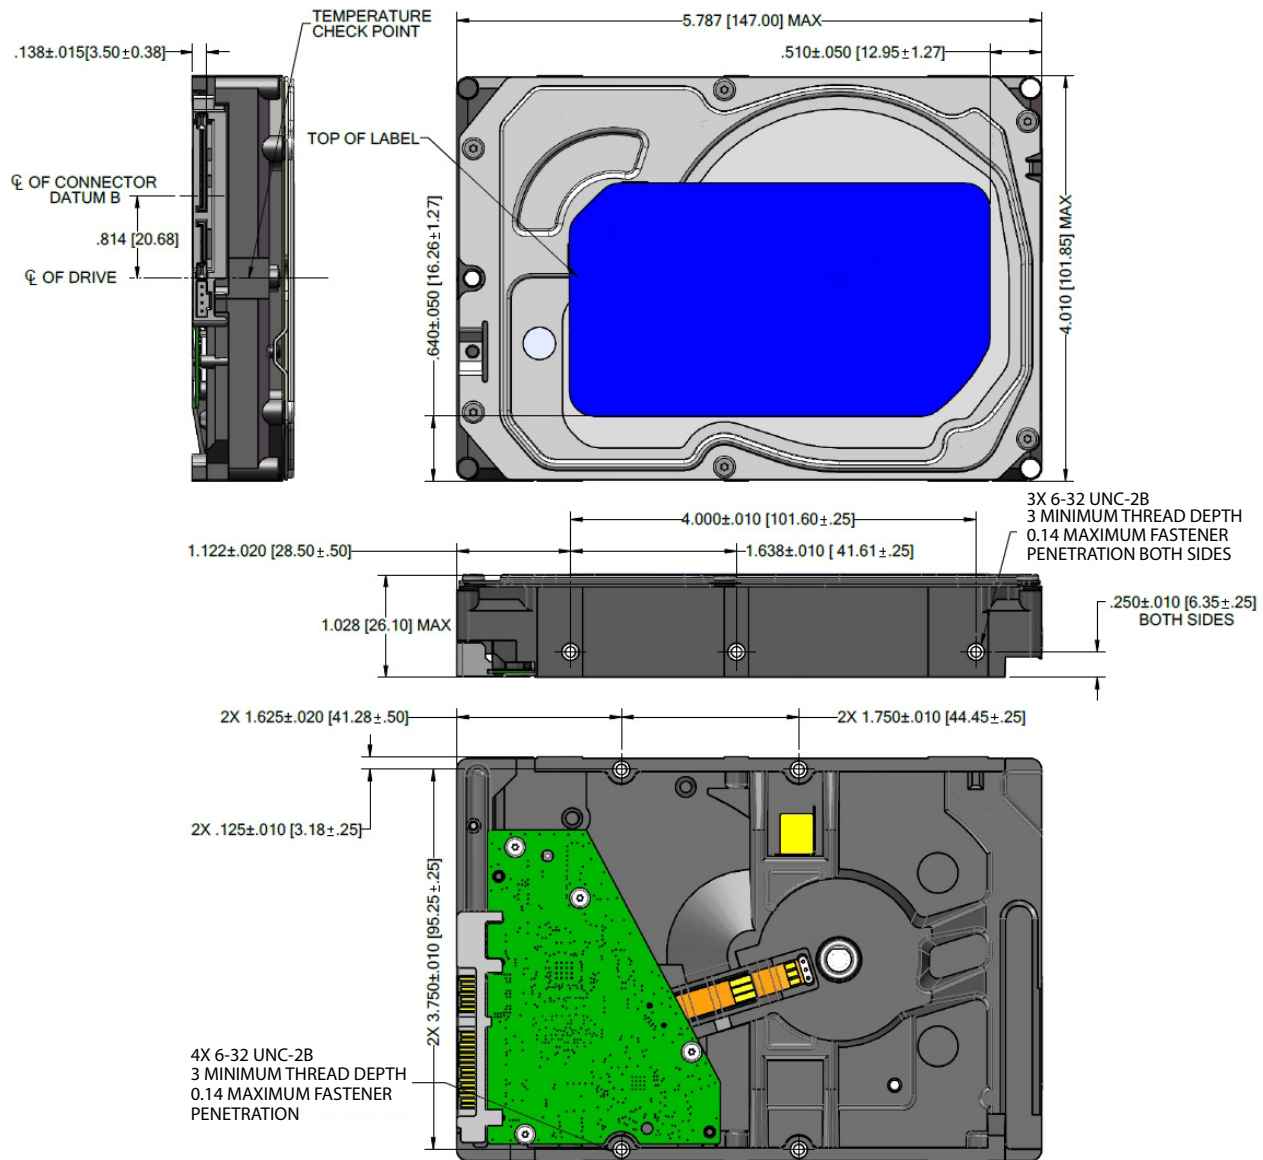 TEMPERATURE
CHECK POINT
.138±.015[3.50±0.38]
5.787 [147.00] MAX
.510±.050 [12.95±1.27]
TOP OF LABEL
℄ OF CONNECTOR
DATUM B
.814 [20.68]
℄ OF DRIVE
.640±.050 [16.26±1.27]
4.010 [101.85] MAX
3X 6-32 UNC-2B
3 MINIMUM THREAD DEPTH
0.14 MAXIMUM FASTENER
PENETRATION BOTH SIDES
4.000±.010 [101.60±.25]
1.122±.020 [28.50±.50]
1.638±.010 [ 41.61±.25]
1.028 [26.10] MAX
.250±.010 [6.35±.25]
BOTH SIDES
2X 1.625±.020 [41.28±.50]
2X 1.750±.010 [44.45±.25]
2X .125±.010 [3.18±.25]
2X 3.750±.010 [95.25±.25]
4X 6-32 UNC-2B
3 MINIMUM THREAD DEPTH
0.14 MAXIMUM FASTENER
PENETRATION